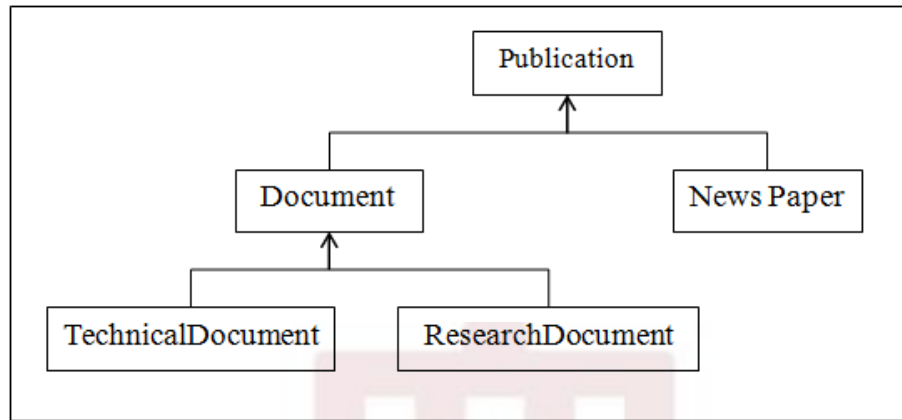 Publication
Document
News Paper
TechnicalDocument
ResearchDocument